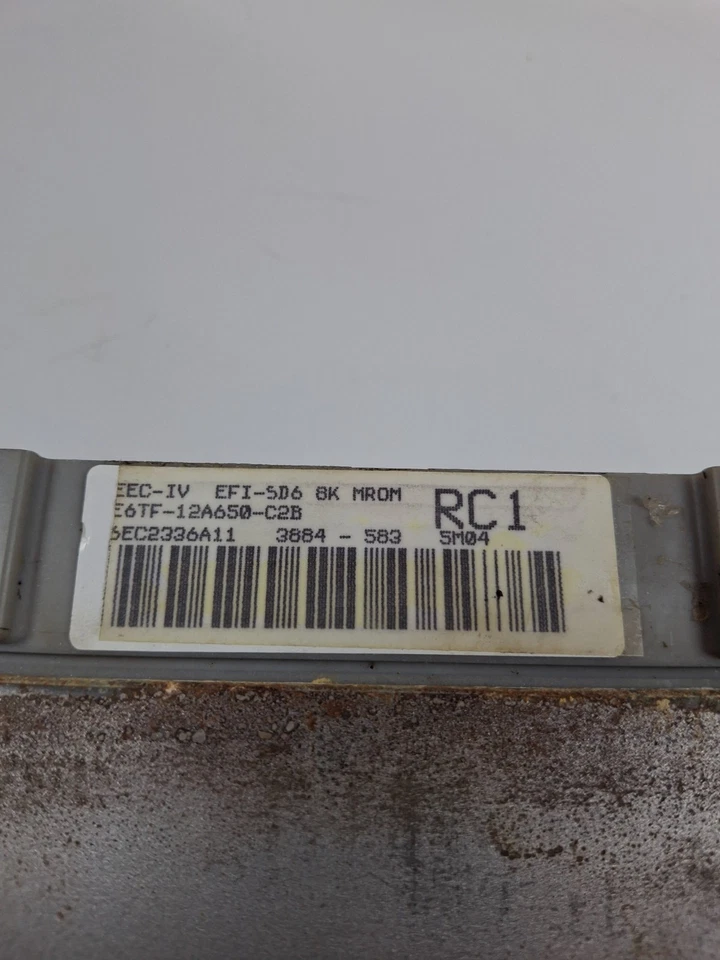 EEC-IV EFI-SD6 8K MROM
RC1
E6TF-12A650-C2B
6EC2336A11 3884 - 583 5M04